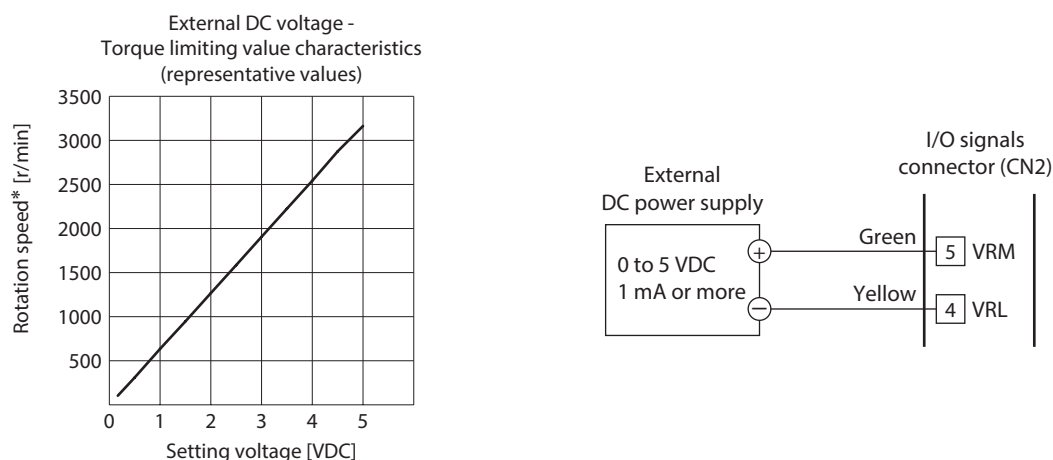 External DC voltage -
Torque limiting value characteristics
(representative values)
3500
3000
2500
2000
1500
1000
500
Rotation speed* [r/min]
0 1 2 3 4 5
Setting voltage [VDC]
External
DC power supply
0 to 5 VDC
1 mA or more
+
−
Green
Yellow
I/O signals
connector (CN2)
5 VRM
4 VRL